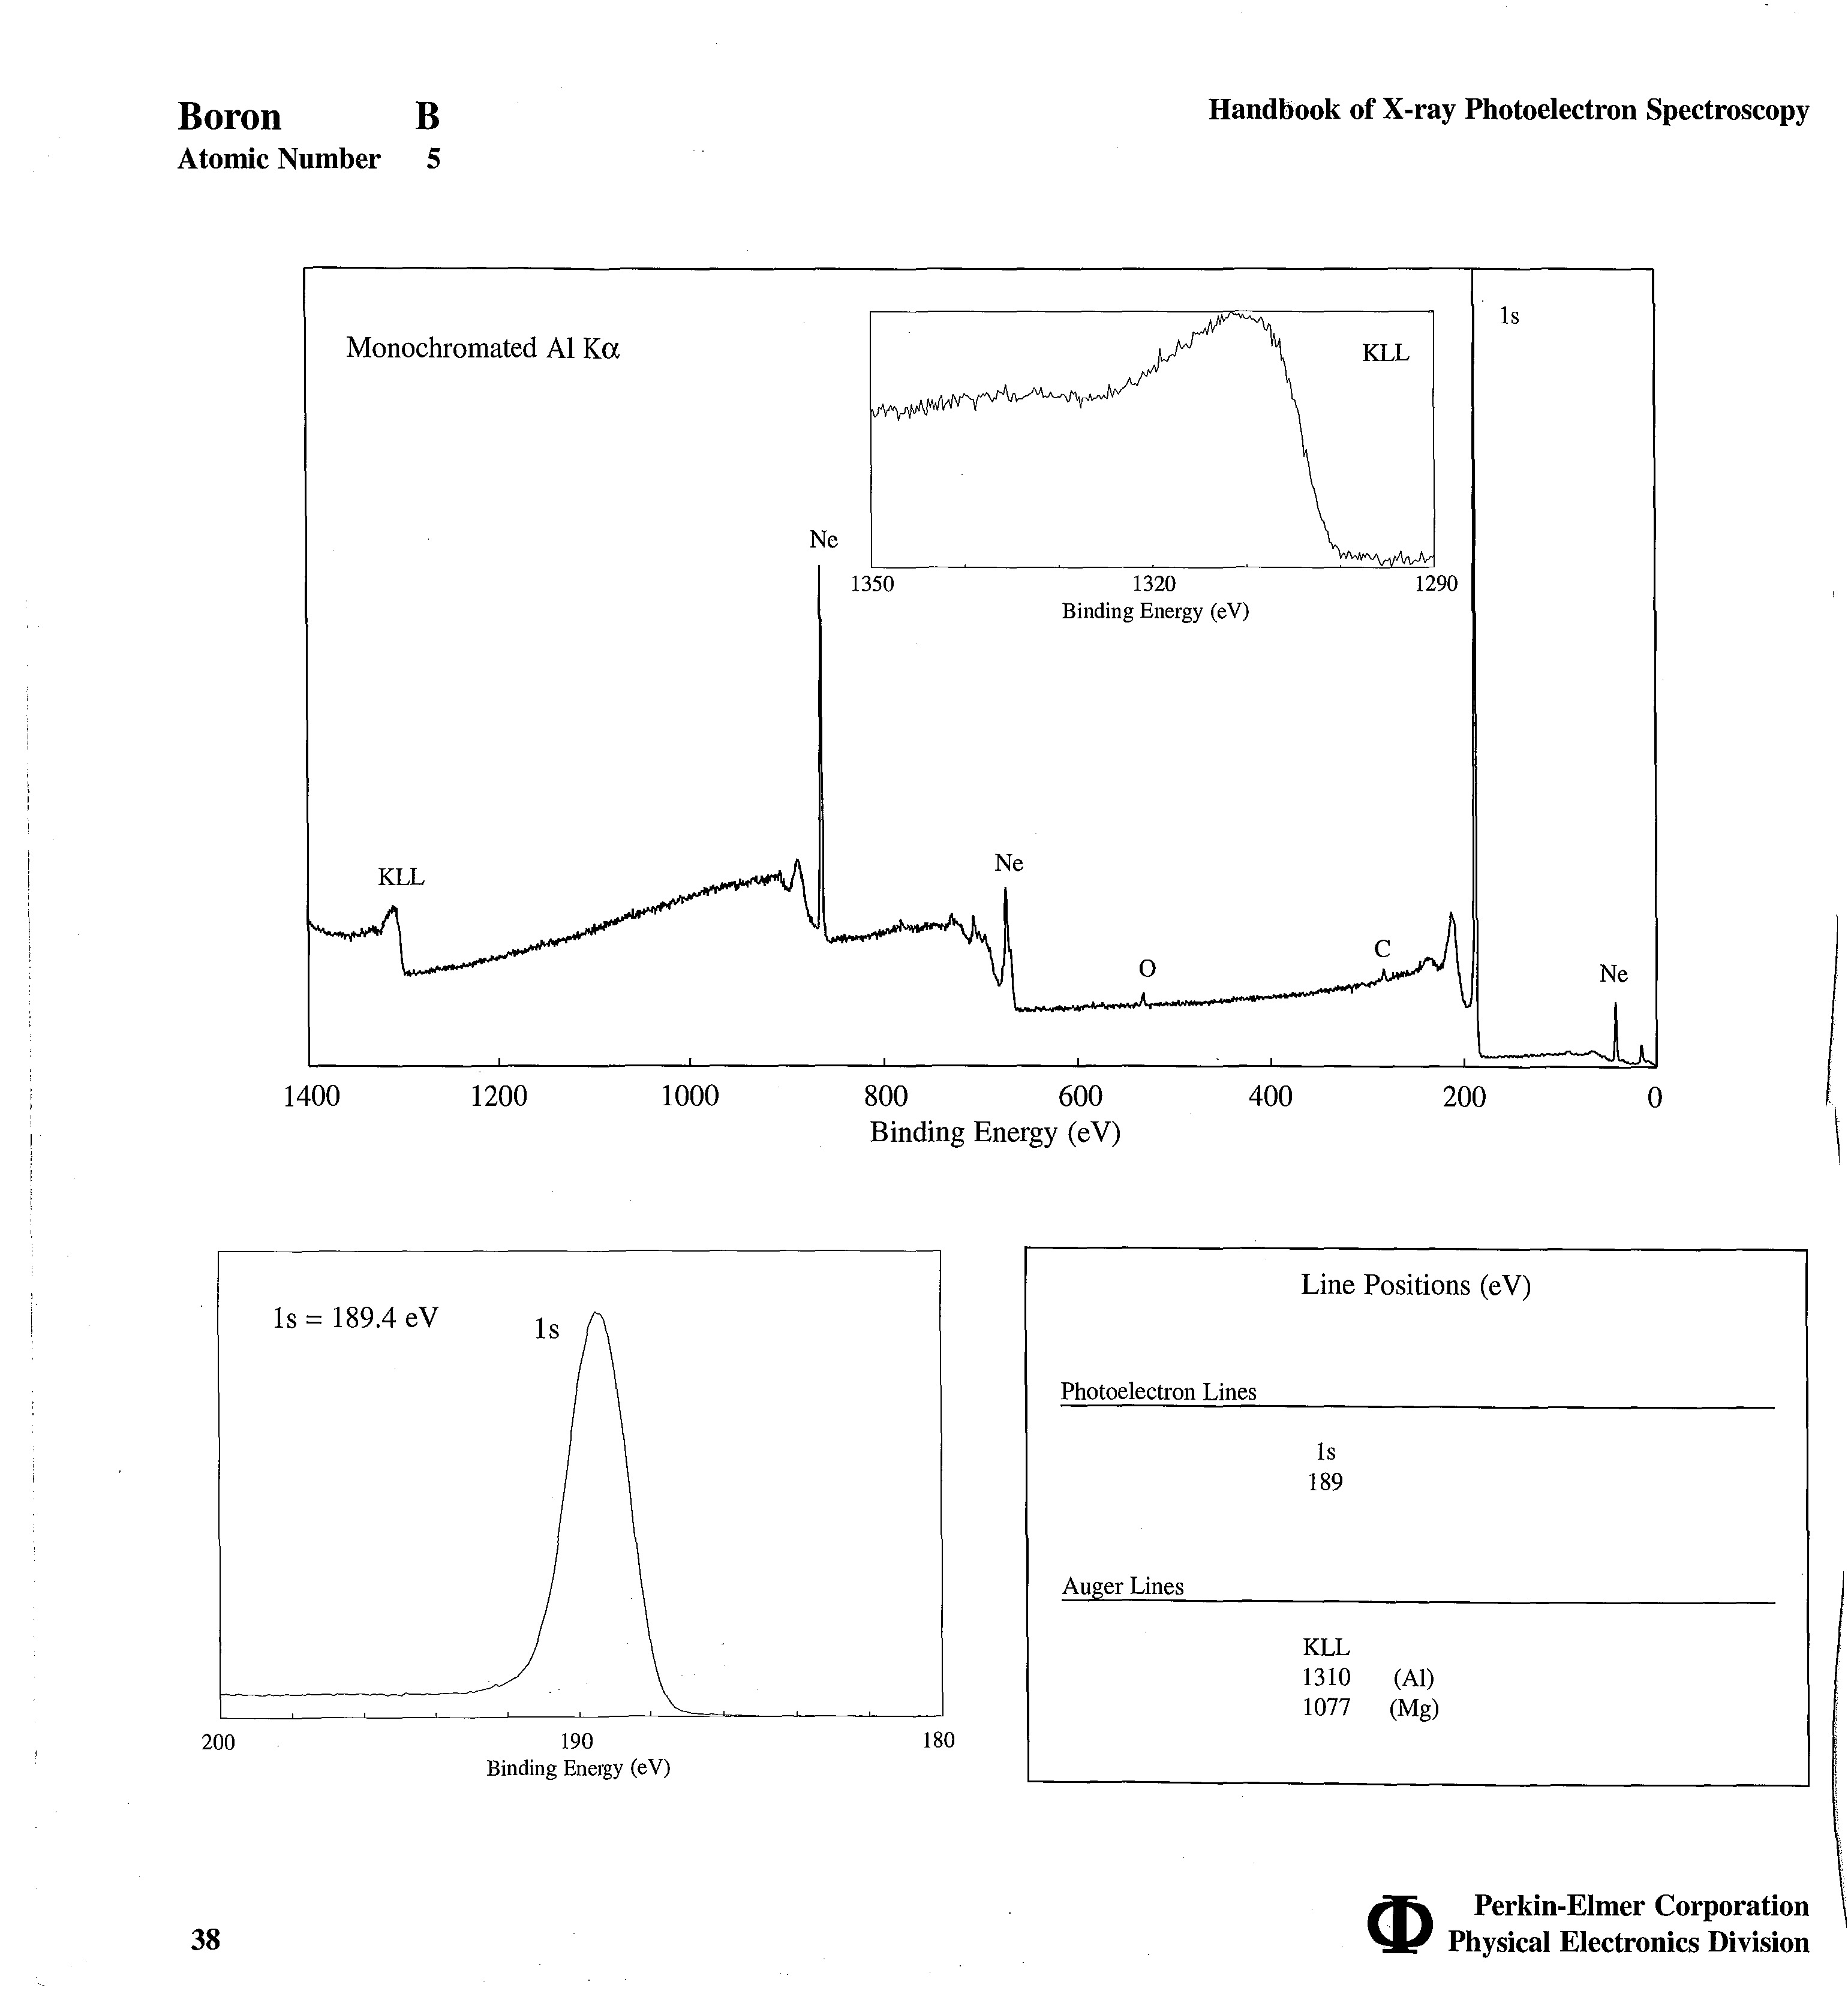 Boron B
Atomic Number 5
Handbook of X-ray Photoelectron Spectroscopy
Monochromated Al Kα
KLL
1s
1350 1320 1290
Binding Energy (eV)
Ne
KLL
Ne
O
C
Ne
1400 1200 1000 800 600 400 200 0
Binding Energy (eV)
1s = 189.4 eV
1s
200 190 180
Binding Energy (eV)
Line Positions (eV)
Photoelectron Lines
1s
189
Auger Lines
KLL
1310 (Al)
1077 (Mg)
38
Perkin-Elmer Corporation
Physical Electronics Division